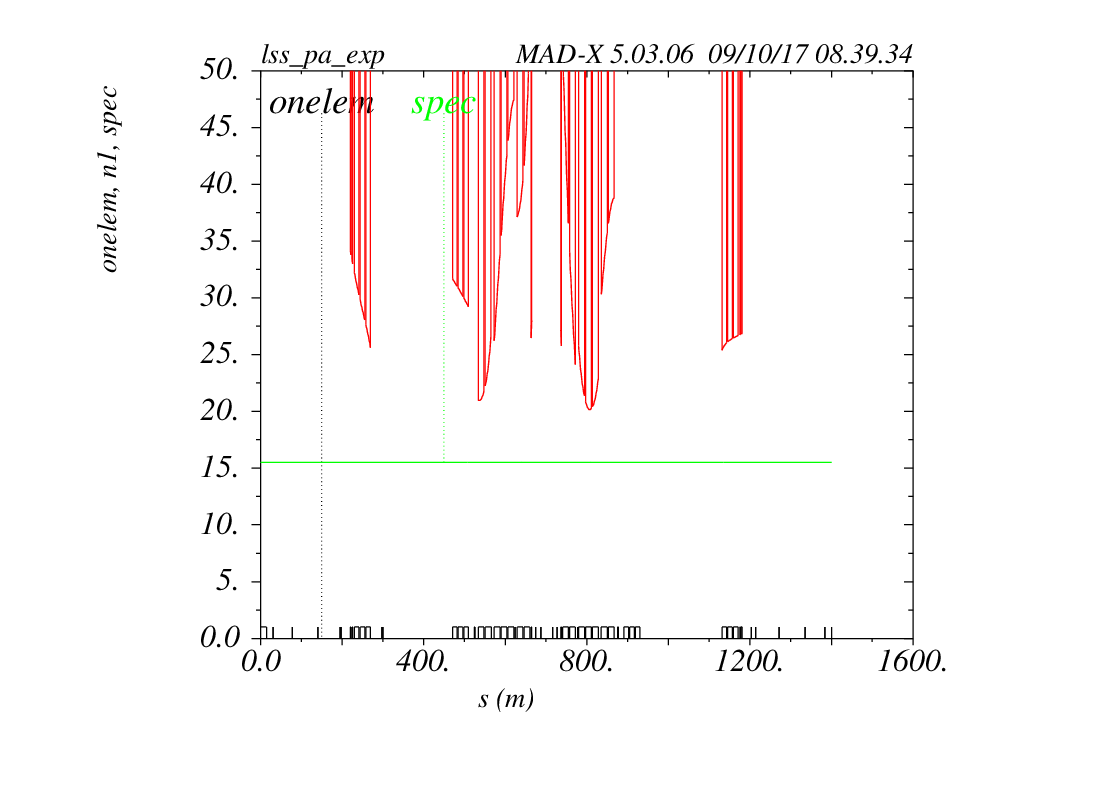 lss_pa_exp MAD-X 5.03.06 09/10/17 08.39.34
onelem, n1, spec
onelem spec
50.
45.
40.
35.
30.
25.
20.
15.
10.
5.
0.0
0.0 400. 800. 1200. 1600.
s (m)